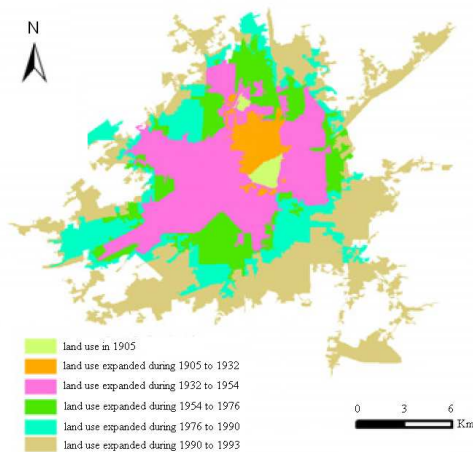 N
land use in 1905
land use expanded during 1905 to 1932
land use expanded during 1932 to 1954
land use expanded during 1954 to 1976
land use expanded during 1976 to 1990
land use expanded during 1990 to 1993
0 3 6
Km